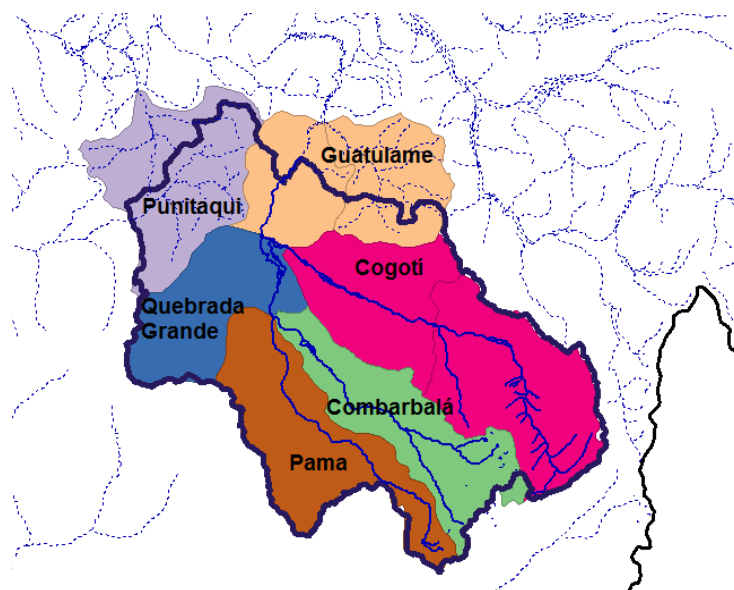 Guatulame
Punitaqui
Cogotí
Quebrada
Grande
Combarbalá
Pama